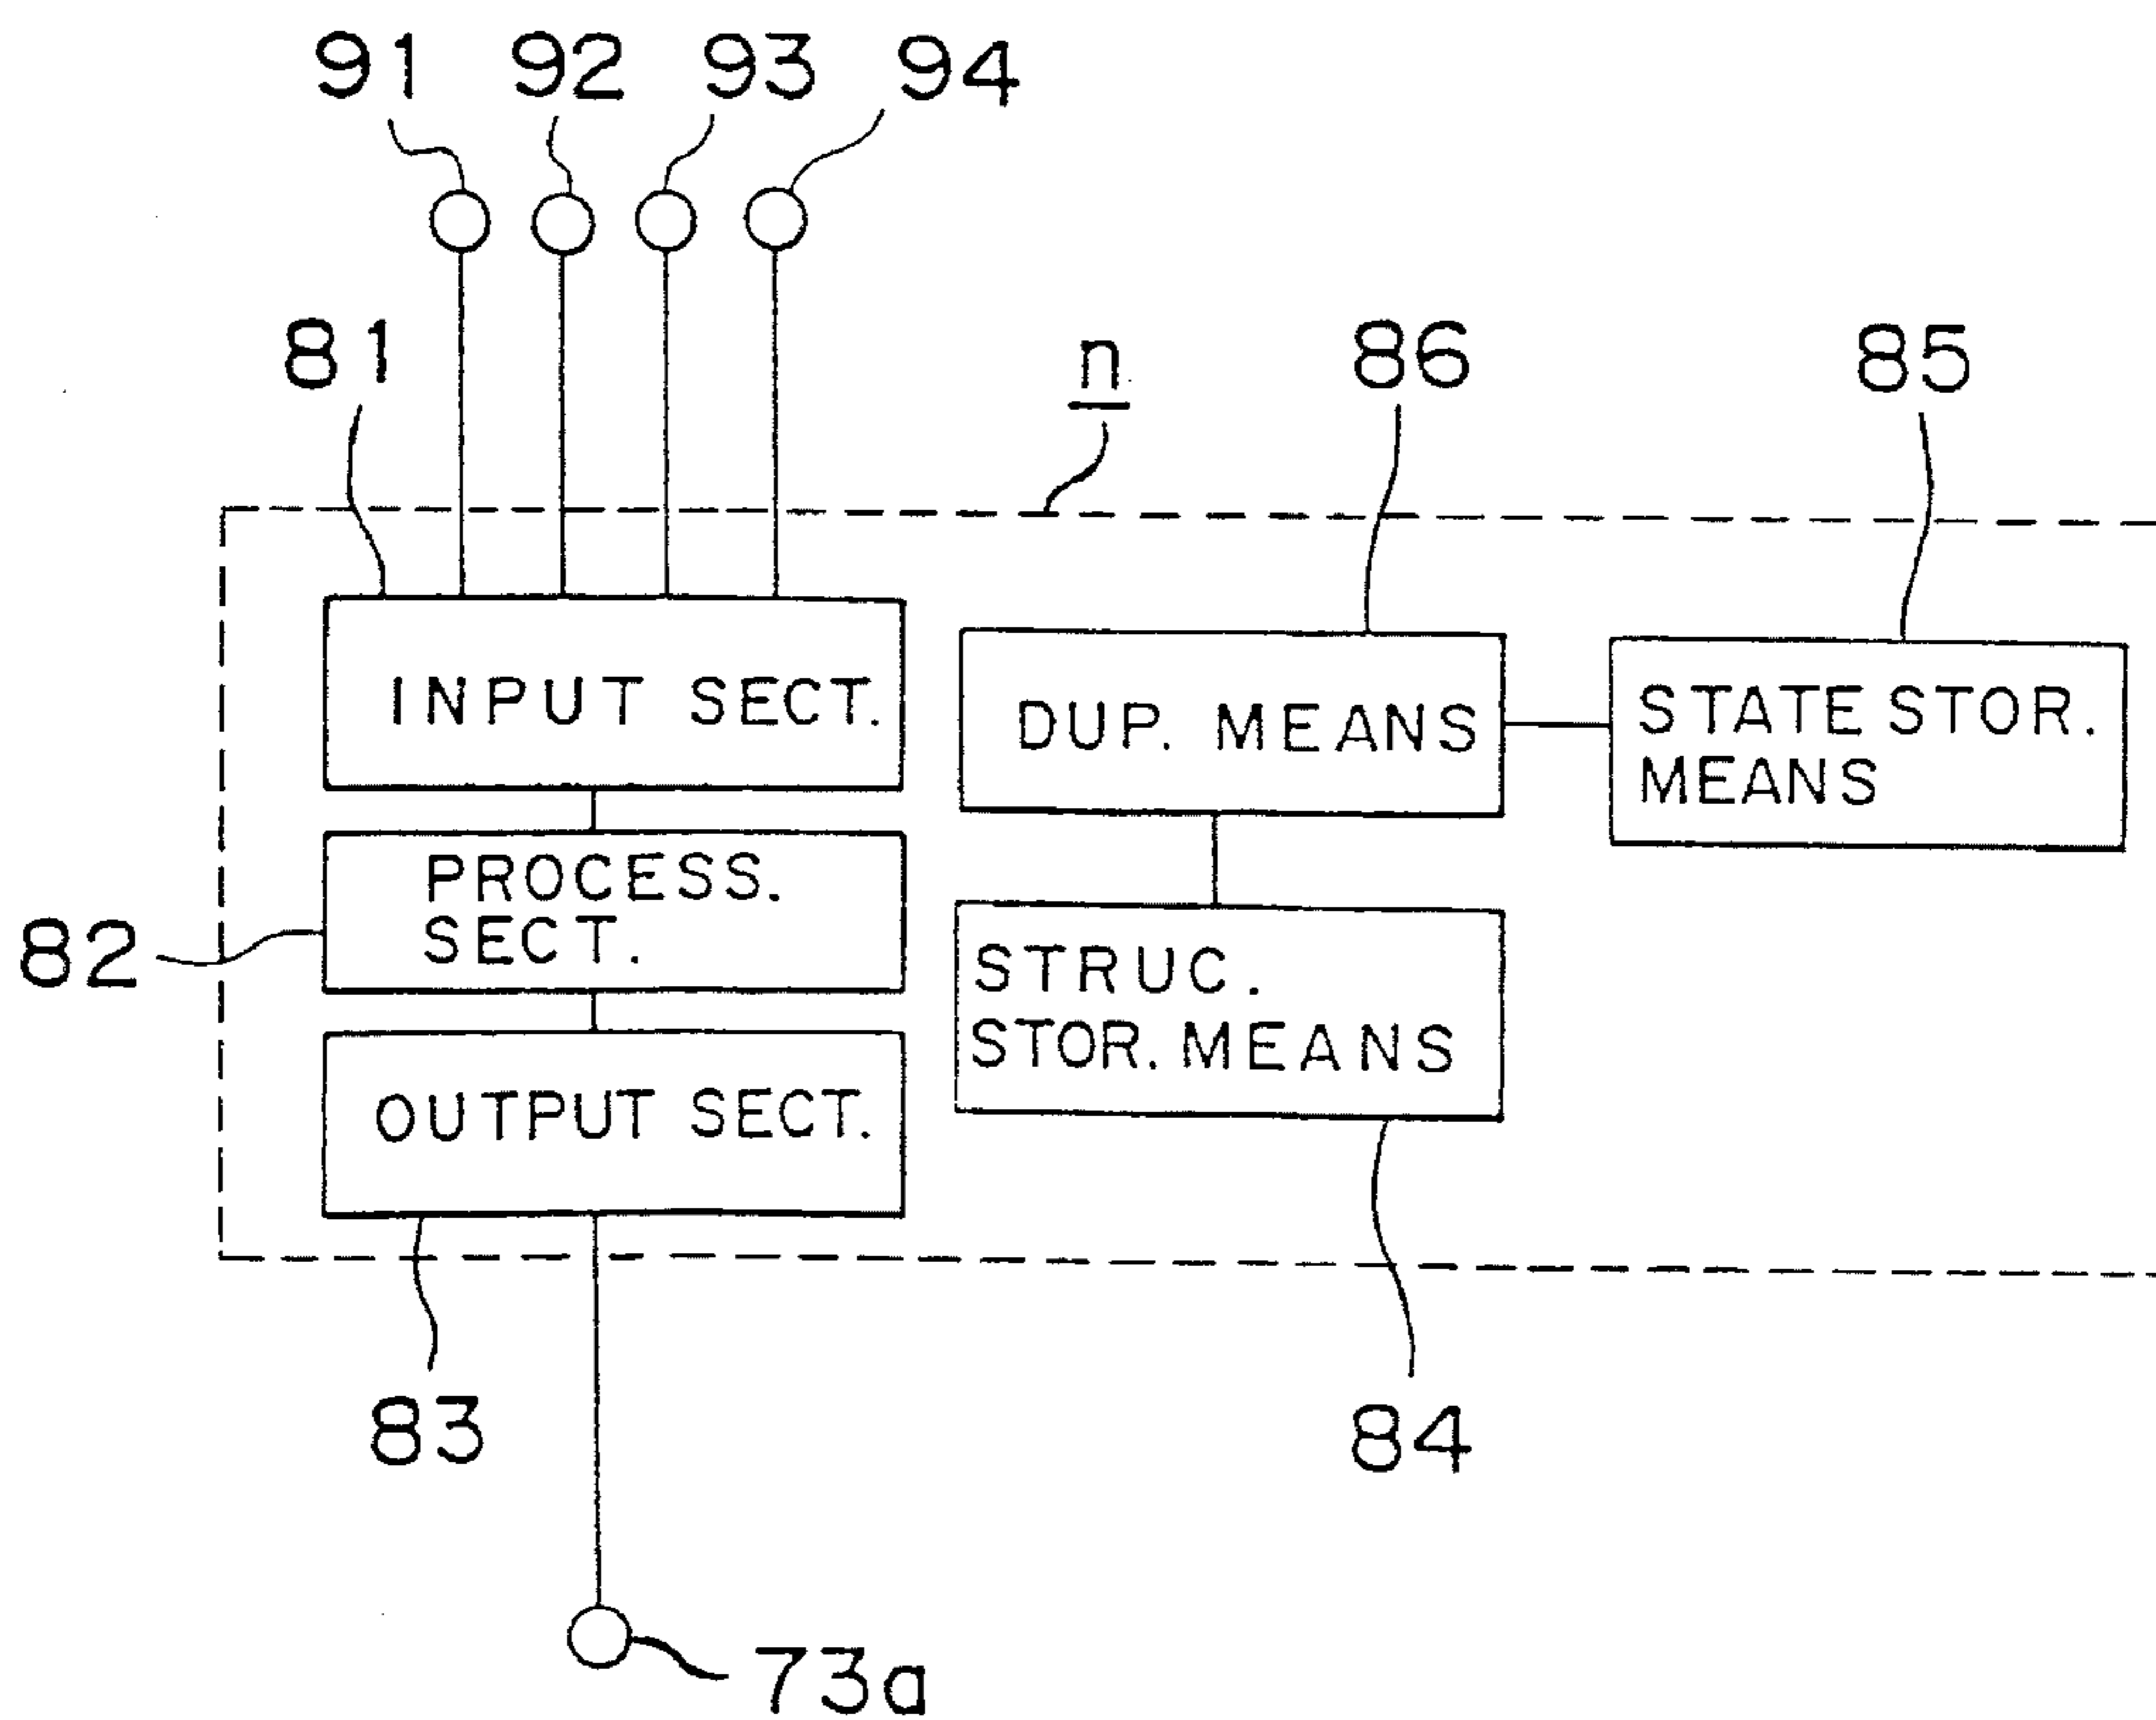 91 92 93 94
81 n 86 85
INPUT SECT.
DUP. MEANS
STATE STOR.
MEANS
82
PROCESS.
SECT.
STRUC.
STOR. MEANS
OUTPUT SECT.
83
84
73a